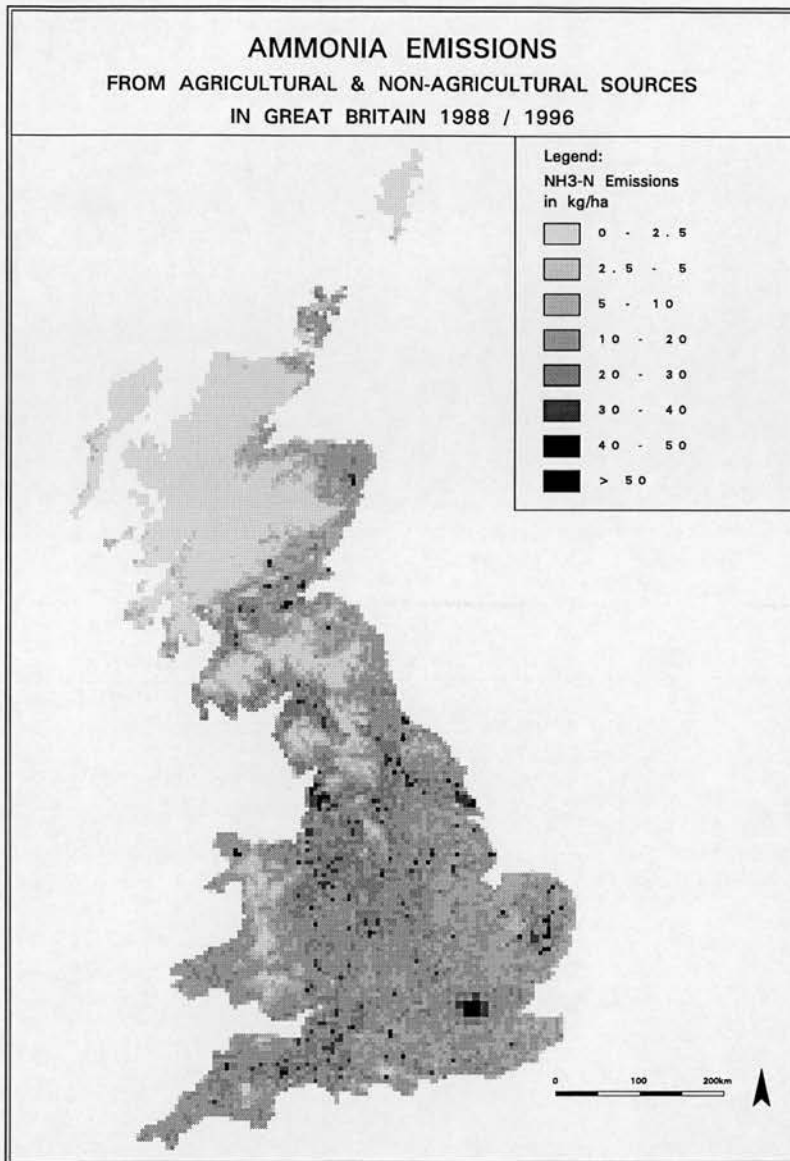 AMMONIA EMISSIONS
FROM AGRICULTURAL & NON-AGRICULTURAL SOURCES
IN GREAT BRITAIN 1988 / 1996
Legend:
NH3-N Emissions
in kg/ha
0 - 2.5
2.5 - 5
5 - 10
10 - 20
20 - 30
30 - 40
40 - 50
> 50
0 100 200km